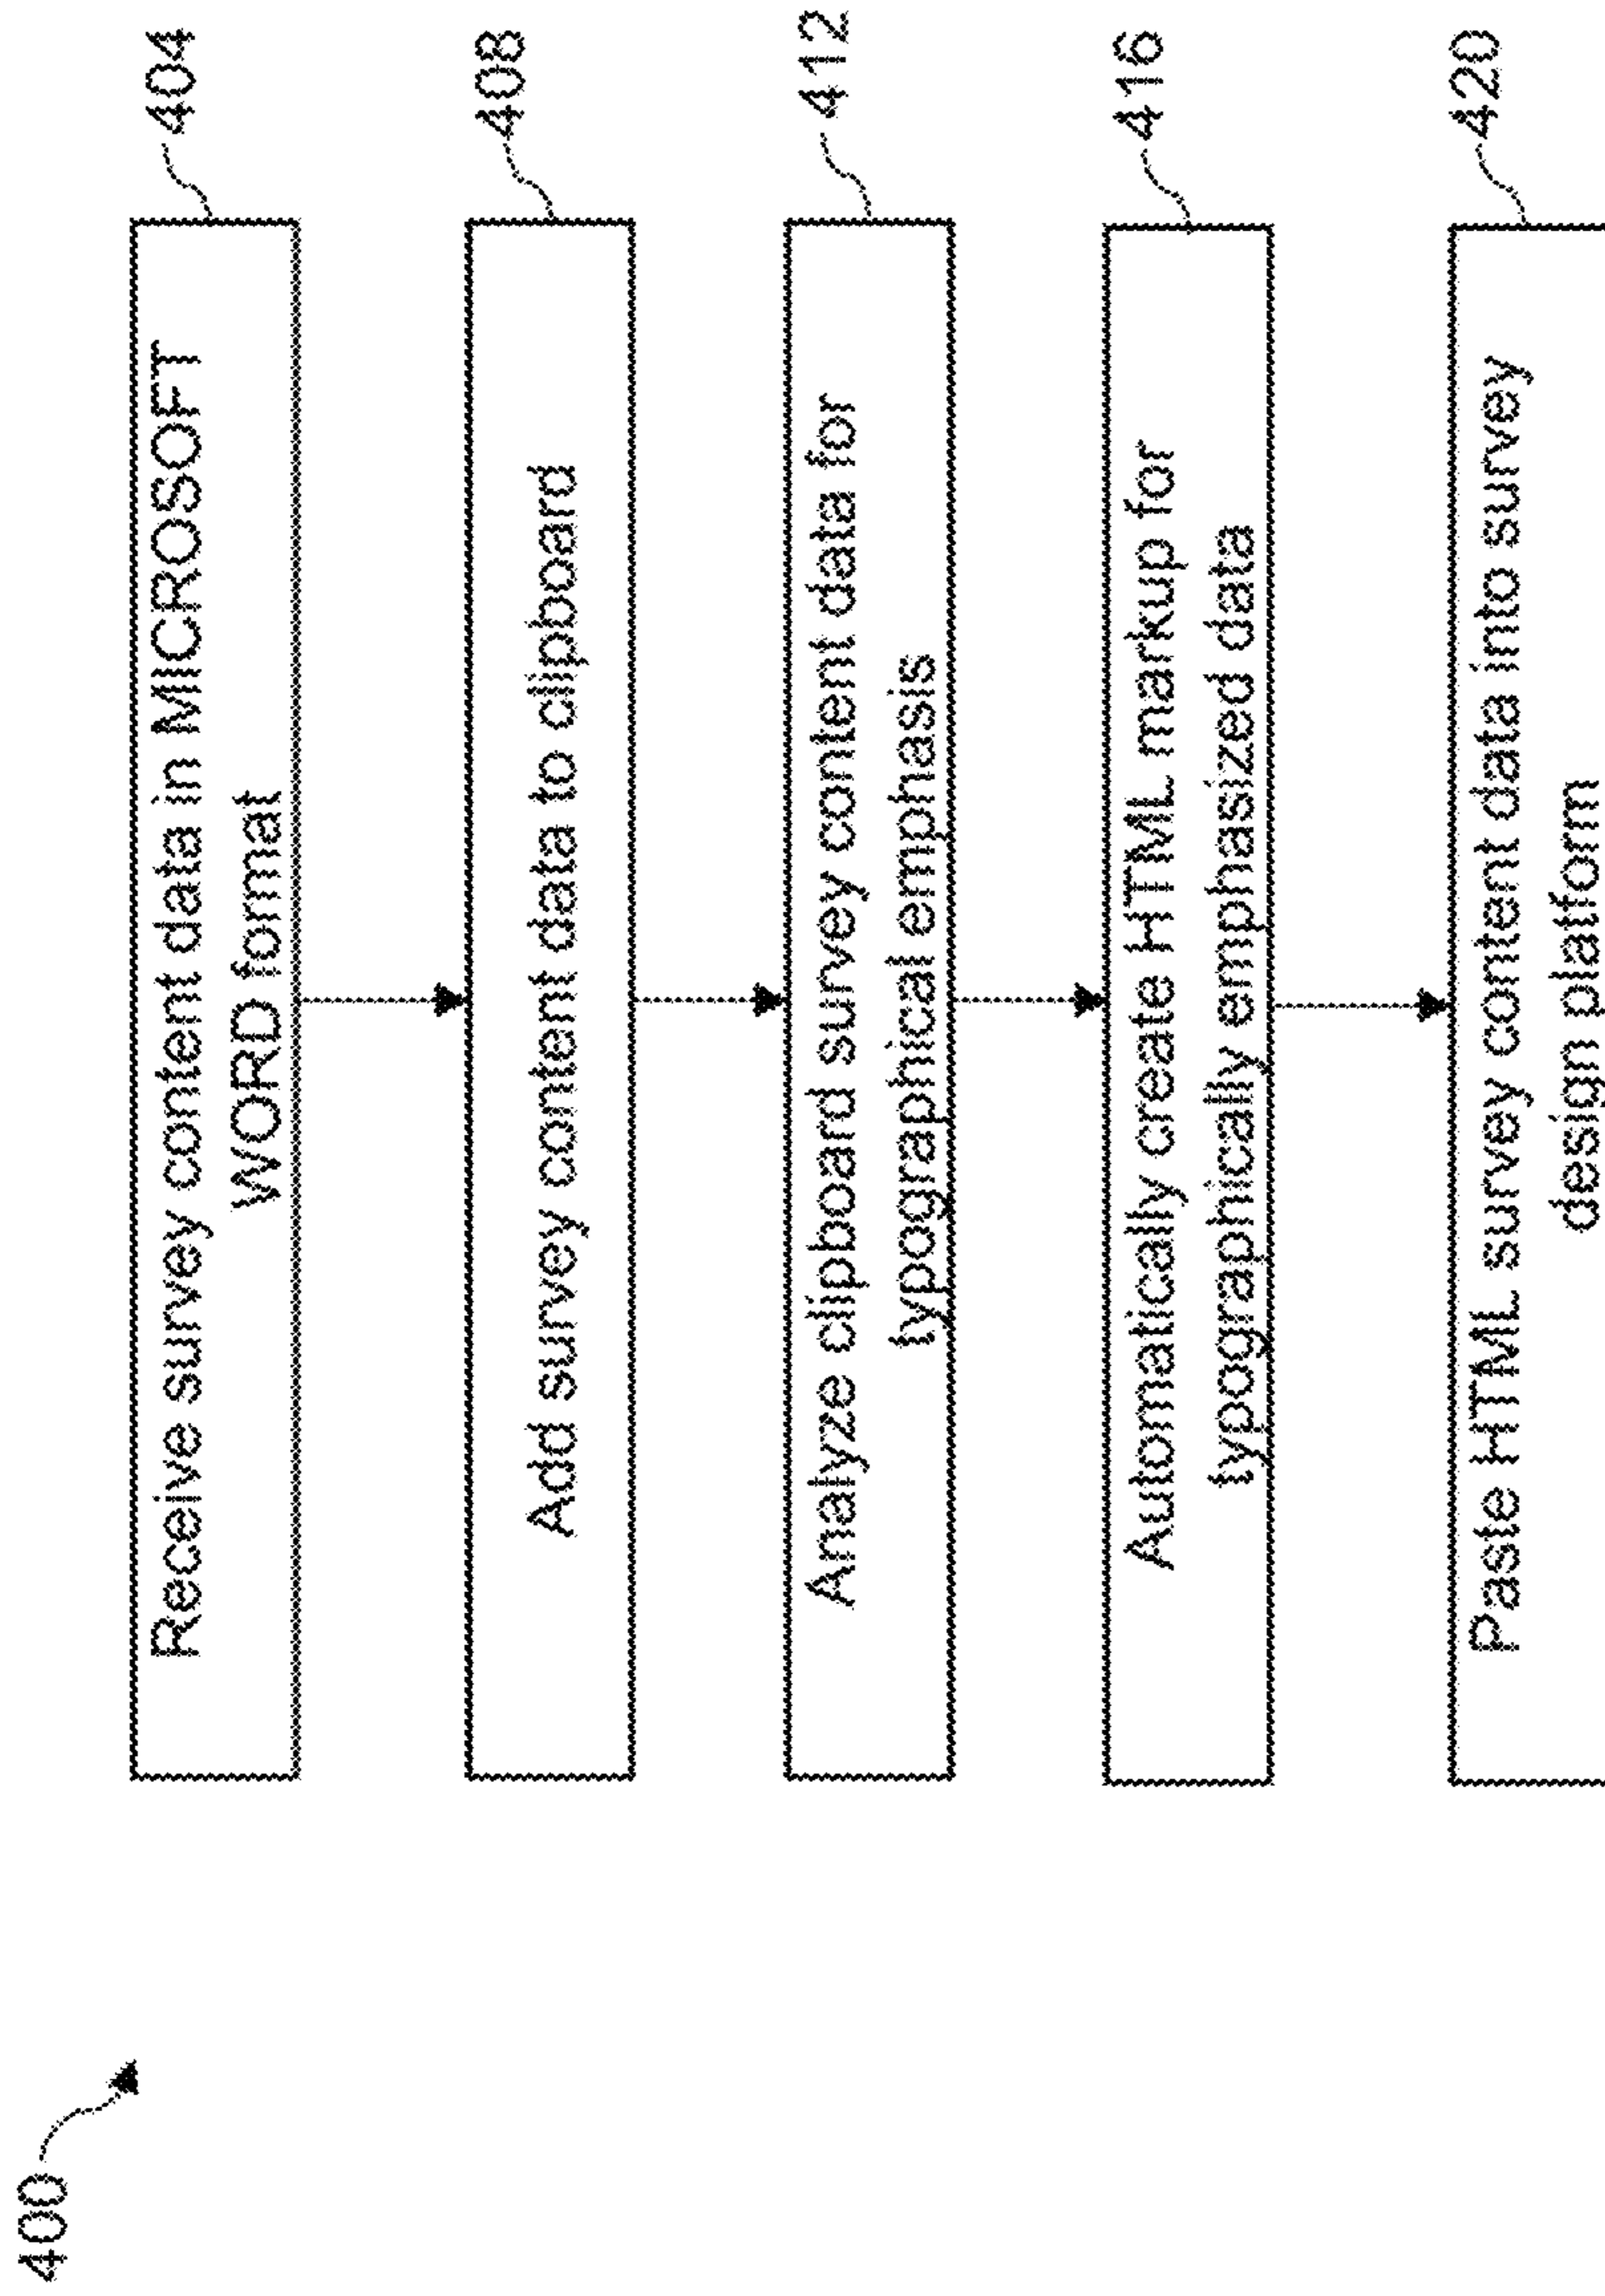 400
Receive survey content data in MICROSOFT
WORD format
404
Add survey content data to clipboard
408
Analyze clipboard survey content data for
typographical emphasis
412
Automatically create HTML markup for
typographically emphasized data
416
Paste HTML survey content data into survey
design platform
420